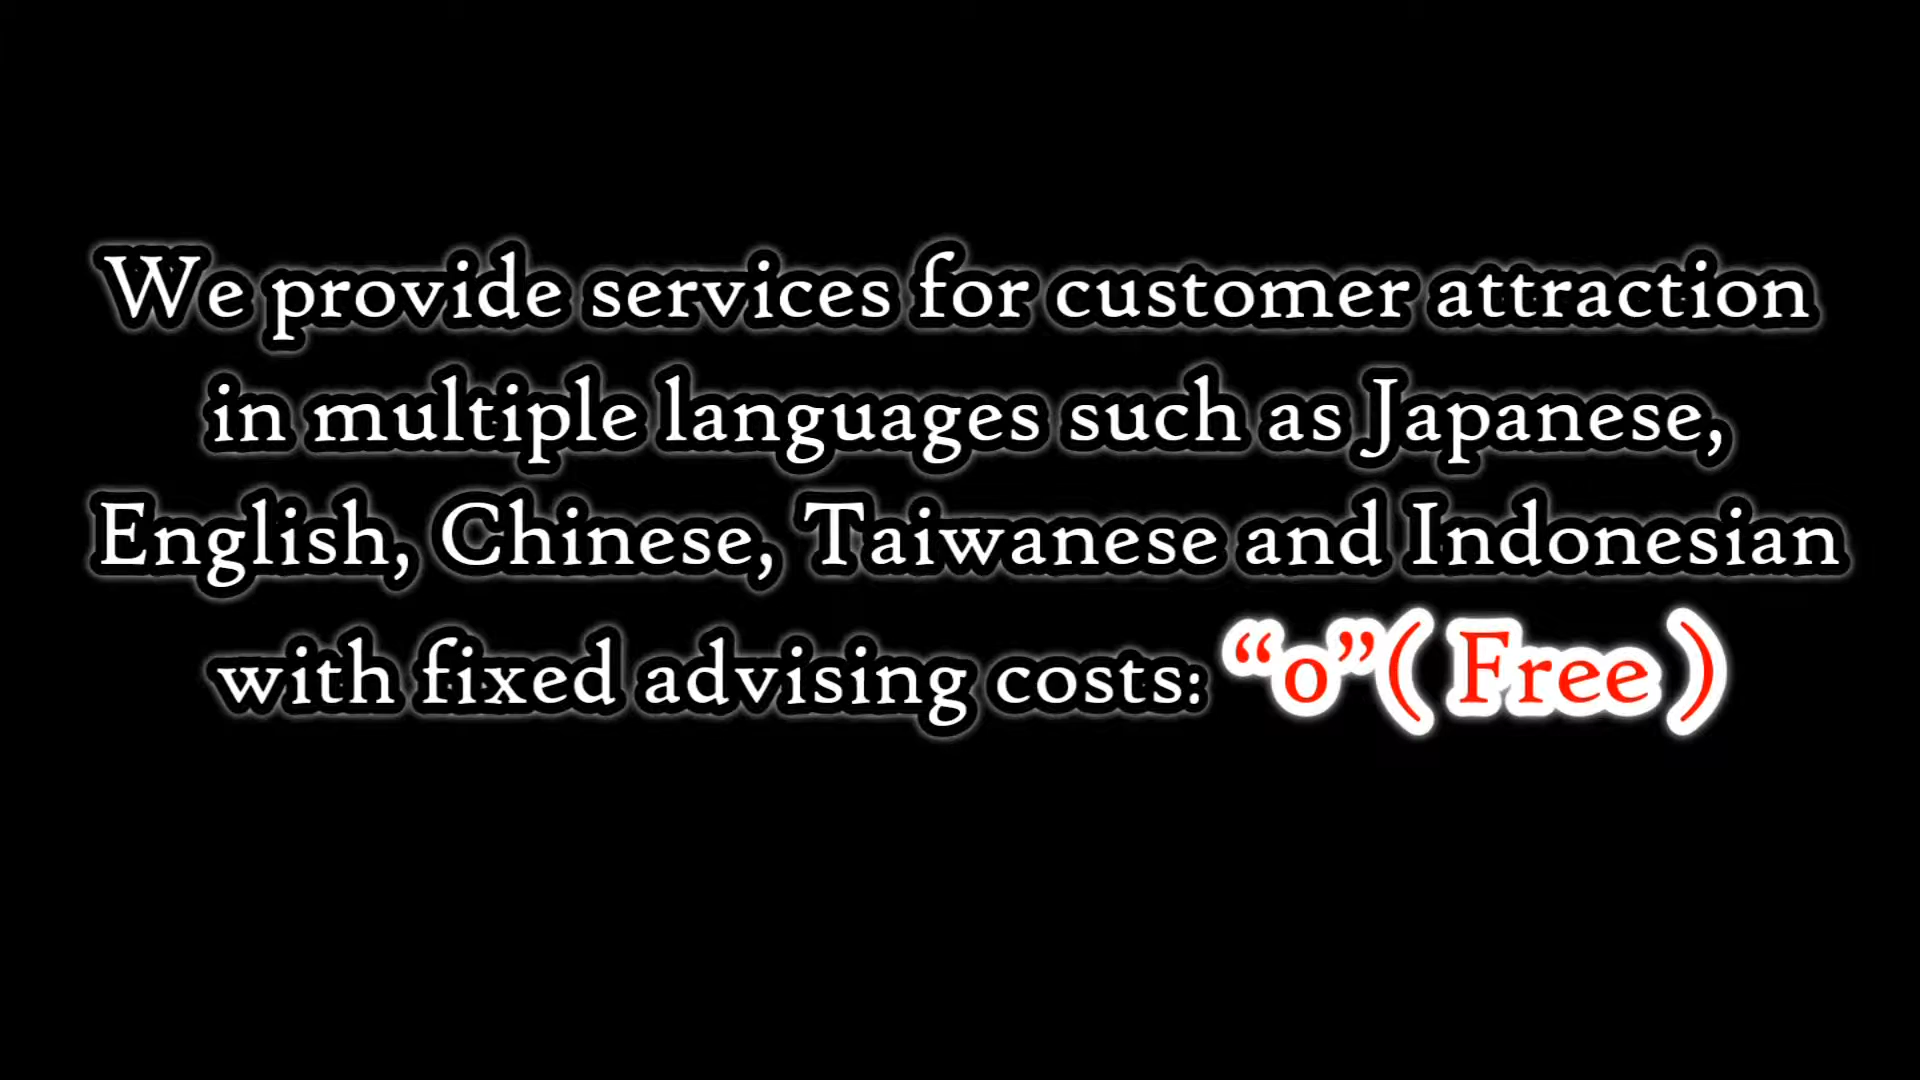 We provide services for customer attraction
in multiple languages such as Japanese,
English, Chinese, Taiwanese and Indonesian
with fixed advising costs: “0”( Free )